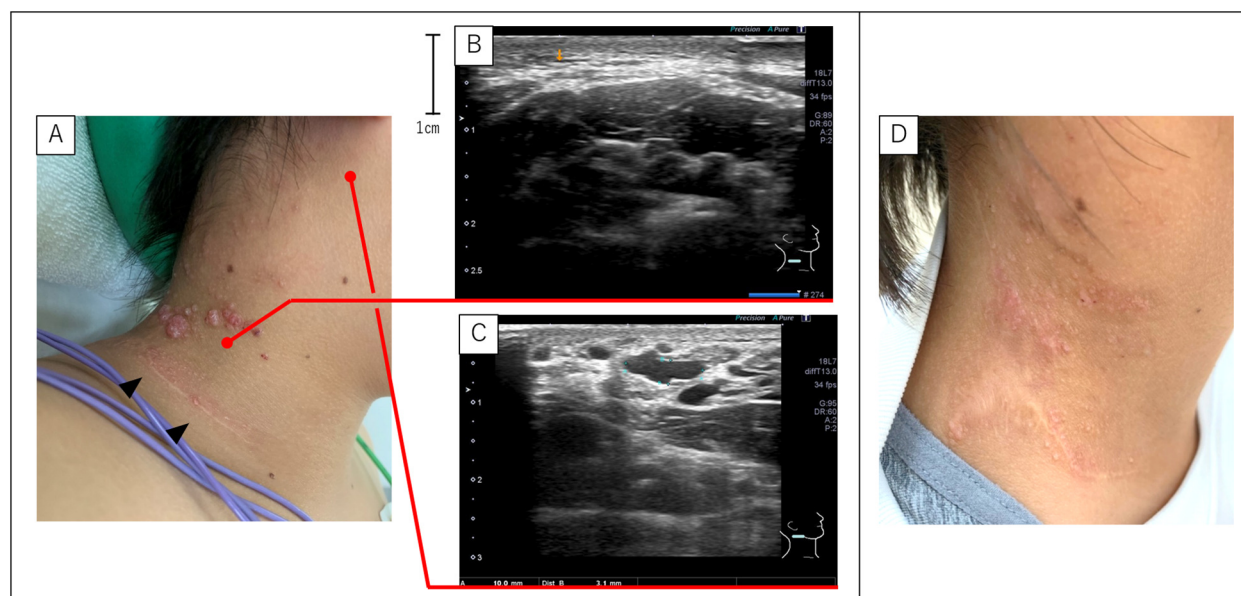 A
1cm
B
Precision A Pure T
18L7
diffT13.0
34 fps
G:89
DR:60
A:2
P:2
1
2
2.5
# 274
C
Precision A Pure T
18L7
diffT13.0
34 fps
G:95
DR:60
A:2
P:2
1
2
3
A 10.0 mm Dist B 3.1 mm
D